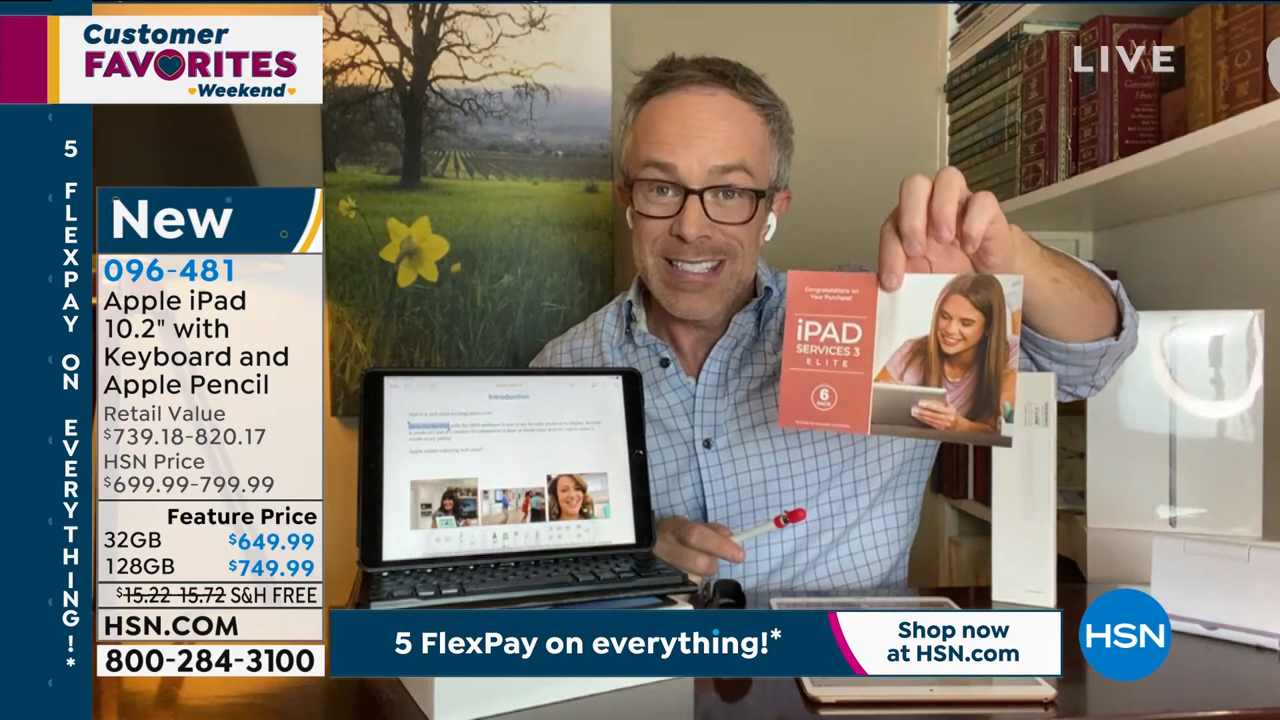 Customer
FAVORITES
Weekend
LIVE
5 FLEXPAY ON EVERYTHING!*
New
096-481
Apple iPad
10.2" with
Keyboard and
Apple Pencil
Retail Value
$739.18-820.17
HSN Price
$699.99-799.99
Feature Price
32GB $649.99
128GB $749.99
$15.22-15.72 S&H FREE
HSN.COM
800-284-3100
Congratulations on
Your Purchase!
iPAD
SERVICES 3
ELITE
6
PACK
Introduction
5 FlexPay on everything!*
Shop now
at HSN.com
HSN